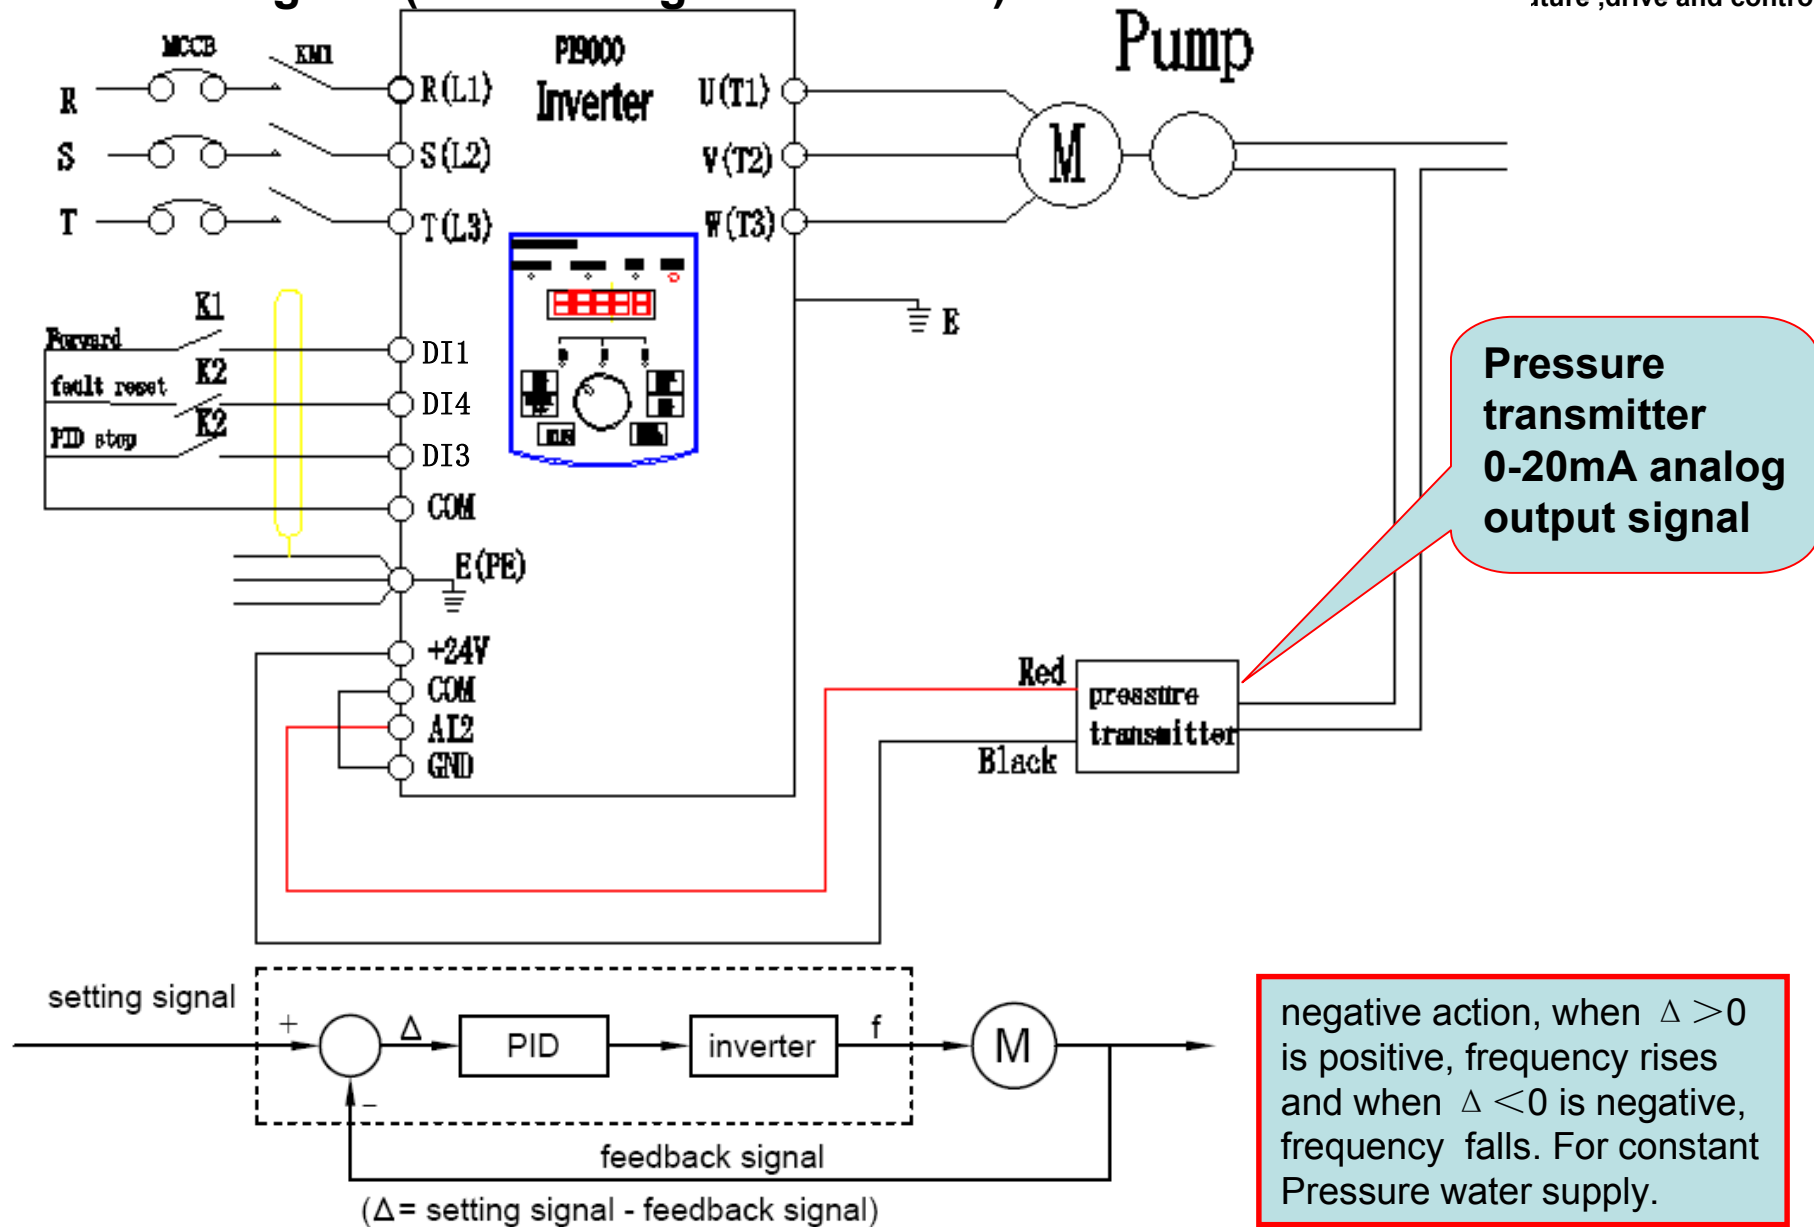 ,drive and contro
MCCB
KM1
PI9000
Inverter
Pump
R
R(L1)
U(T1)
S
S(L2)
V(T2)
M
T
T(L3)
W(T3)
E
K1
Forward
DI1
fault reset
K2
DI4
PID stop
K2
DI3
COM
E(PE)
+24V
COM
AI2
GND
Pressure
transmitter
0-20mA analog
output signal
Red
pressure
transmitter
Black
setting signal
+
Δ
PID
inverter
f
M
−
feedback signal
(Δ= setting signal - feedback signal)
negative action, when Δ >0
is positive, frequency rises
and when Δ <0 is negative,
frequency falls. For constant
Pressure water supply.